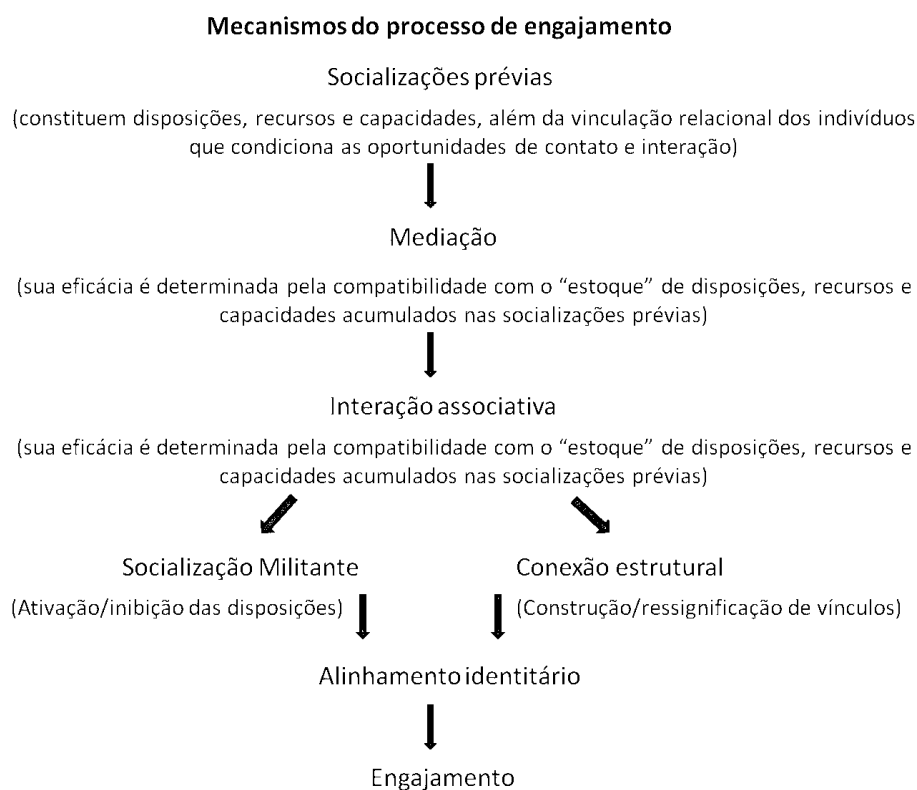 Mecanismos do processo de engajamento
Socializações prévias
(constituem disposições, recursos e capacidades, além da vinculação relacional dos indivíduos
que condiciona as oportunidades de contato e interação)
Mediação
(sua eficácia é determinada pela compatibilidade com o “estoque” de disposições, recursos e
capacidades acumulados nas socializações prévias)
Interação associativa
(sua eficácia é determinada pela compatibilidade com o “estoque” de disposições, recursos e
capacidades acumulados nas socializações prévias)
Socialização Militante
Conexão estrutural
(Ativação/inibição das disposições)
(Construção/ressignificação de vínculos)
Alinhamento identitário
Engajamento